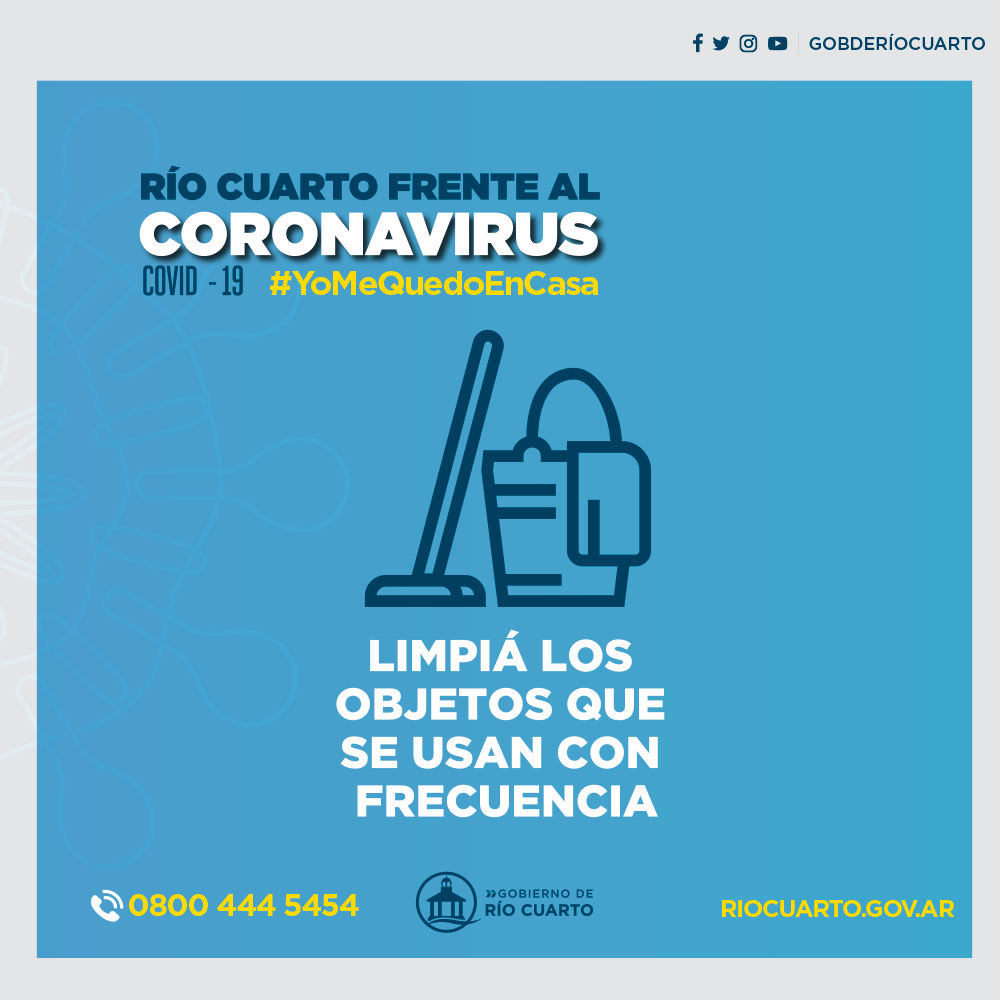 GOBDERÍOCUARTO
RÍO CUARTO FRENTE AL
CORONAVIRUS
COVID - 19 #YoMeQuedoEnCasa
LIMPIÁ LOS
OBJETOS QUE
SE USAN CON
FRECUENCIA
0800 444 5454
»GOBIERNO DE
RÍO CUARTO
RIOCUARTO.GOV.AR